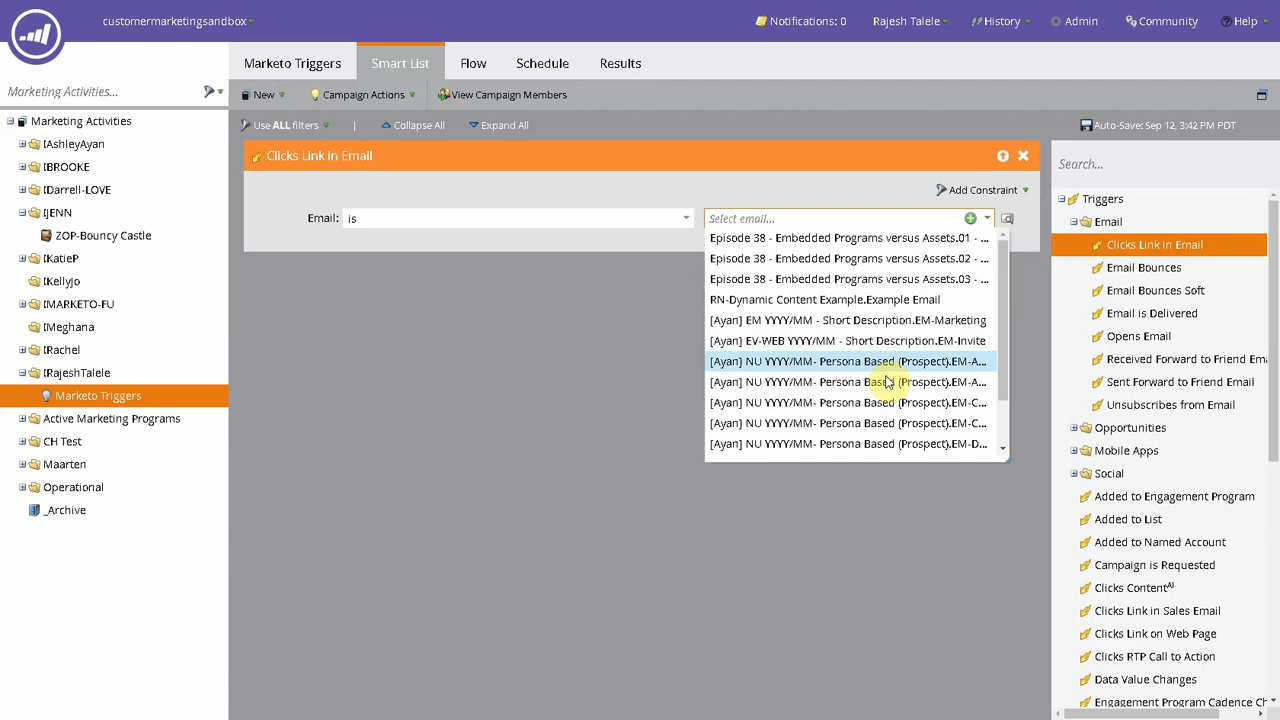 customermarketingsandbox
Notifications: 0
Rajesh Talele
History
Admin
Community
Help
Marketing Activities...
Marketo Triggers
Smart List
Flow
Schedule
Results
New
Campaign Actions
View Campaign Members
Use ALL filters
|
Collapse All
Expand All
Auto-Save: Sep 12, 3:42 PM PDT
Marketing Activities
IAshleyAyan
IBROOKE
IDarrell-LOVE
IJENN
ZOP-Bouncy Castle
IKatieP
IKellyJo
IMARKETO-FU
IMeghana
IRachel
IRajeshTalele
Marketo Triggers
Active Marketing Programs
CH Test
Maarten
Operational
_Archive
Clicks Link in Email
Add Constraint
Email:
is
Select email...
Episode 38 - Embedded Programs versus Assets.01 - ...
Episode 38 - Embedded Programs versus Assets.02 - ...
Episode 38 - Embedded Programs versus Assets.03 - ...
RN-Dynamic Content Example.Example Email
[Ayan] EM YYYY/MM - Short Description.EM-Marketing
[Ayan] EV-WEB YYYY/MM - Short Description.EM-Invite
[Ayan] NU YYYY/MM- Persona Based (Prospect).EM-A...
[Ayan] NU YYYY/MM- Persona Based (Prospect).EM-A...
[Ayan] NU YYYY/MM- Persona Based (Prospect).EM-C...
[Ayan] NU YYYY/MM- Persona Based (Prospect).EM-C...
[Ayan] NU YYYY/MM- Persona Based (Prospect).EM-D...
Search...
Triggers
Email
Clicks Link in Email
Email Bounces
Email Bounces Soft
Email is Delivered
Opens Email
Received Forward to Friend Em
Sent Forward to Friend Email
Unsubscribes from Email
Opportunities
Mobile Apps
Social
Added to Engagement Program
Added to List
Added to Named Account
Campaign is Requested
Clicks ContentAI
Clicks Link in Sales Email
Clicks Link on Web Page
Clicks RTP Call to Action
Data Value Changes
Engagement Program Cadence Ch